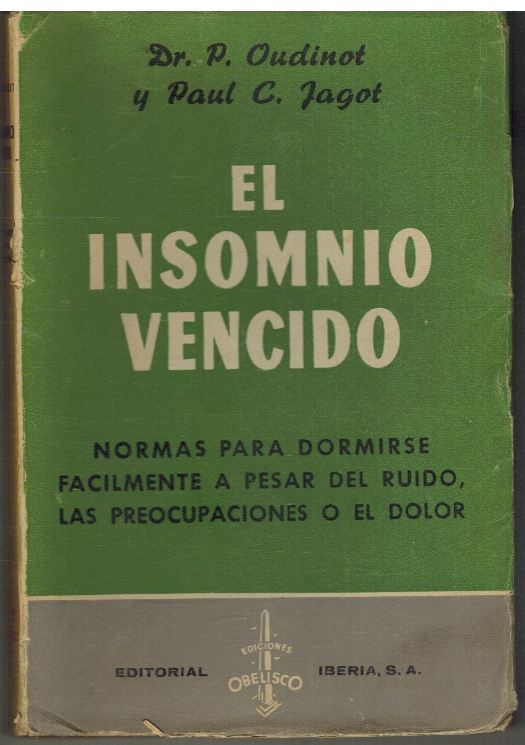 Dr. P. Oudinot
y Paul C. Jagot
EL
INSOMNIO
VENCIDO
NORMAS PARA DORMIRSE
FACILMENTE A PESAR DEL RUIDO,
LAS PREOCUPACIONES O EL DOLOR
EDITORIAL
EDICIONES
OBELISCO
IBERIA, S. A.